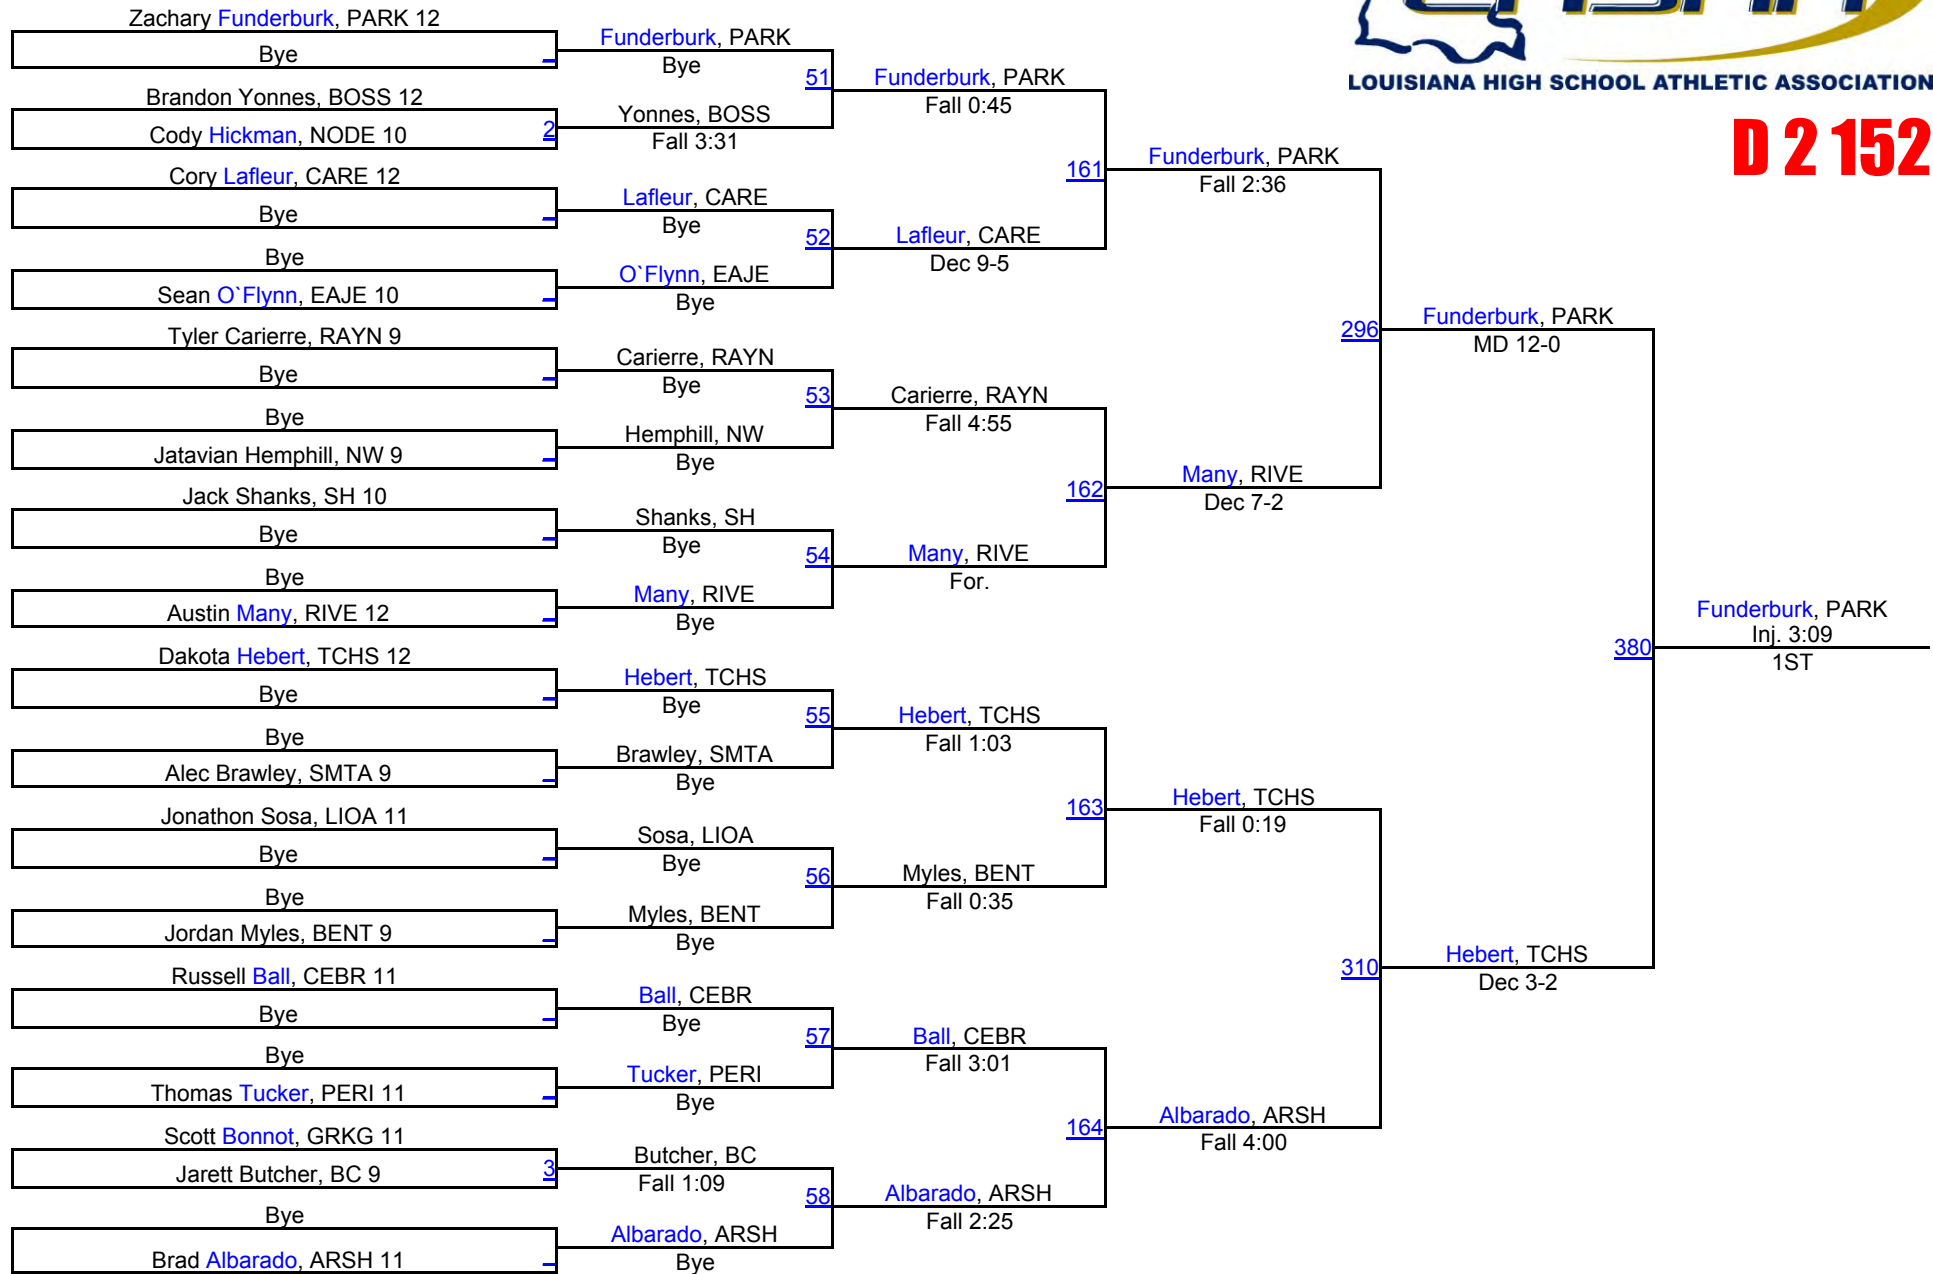 LHSAA
LOUISIANA HIGH SCHOOL ATHLETIC ASSOCIATION
D 2 152
Zachary Funderburk, PARK 12
Bye
Brandon Yonnes, BOSS 12
Cody Hickman, NODE 10
2
Cory Lafleur, CARE 12
Bye
Bye
Sean O`Flynn, EAJE 10
Tyler Carierre, RAYN 9
Bye
Bye
Jatavian Hemphill, NW 9
Jack Shanks, SH 10
Bye
Bye
Austin Many, RIVE 12
Dakota Hebert, TCHS 12
Bye
Bye
Alec Brawley, SMTA 9
Jonathon Sosa, LIOA 11
Bye
Bye
Jordan Myles, BENT 9
Russell Ball, CEBR 11
Bye
Bye
Thomas Tucker, PERI 11
Scott Bonnot, GRKG 11
Jarett Butcher, BC 9
3
Bye
Brad Albarado, ARSH 11
Funderburk, PARK
Bye
51
Yonnes, BOSS
Fall 3:31
Lafleur, CARE
Bye
52
O`Flynn, EAJE
Bye
Carierre, RAYN
Bye
53
Hemphill, NW
Bye
Shanks, SH
Bye
54
Many, RIVE
Bye
Hebert, TCHS
Bye
55
Brawley, SMTA
Bye
Sosa, LIOA
Bye
56
Myles, BENT
Bye
Ball, CEBR
Bye
57
Tucker, PERI
Bye
Butcher, BC
Fall 1:09
58
Albarado, ARSH
Bye
Funderburk, PARK
Fall 0:45
161
Lafleur, CARE
Dec 9-5
Carierre, RAYN
Fall 4:55
162
Many, RIVE
For.
Hebert, TCHS
Fall 1:03
163
Myles, BENT
Fall 0:35
Ball, CEBR
Fall 3:01
164
Albarado, ARSH
Fall 2:25
Funderburk, PARK
Fall 2:36
296
Many, RIVE
Dec 7-2
Hebert, TCHS
Fall 0:19
310
Albarado, ARSH
Fall 4:00
Funderburk, PARK
MD 12-0
380
Hebert, TCHS
Dec 3-2
Funderburk, PARK
Inj. 3:09
1ST